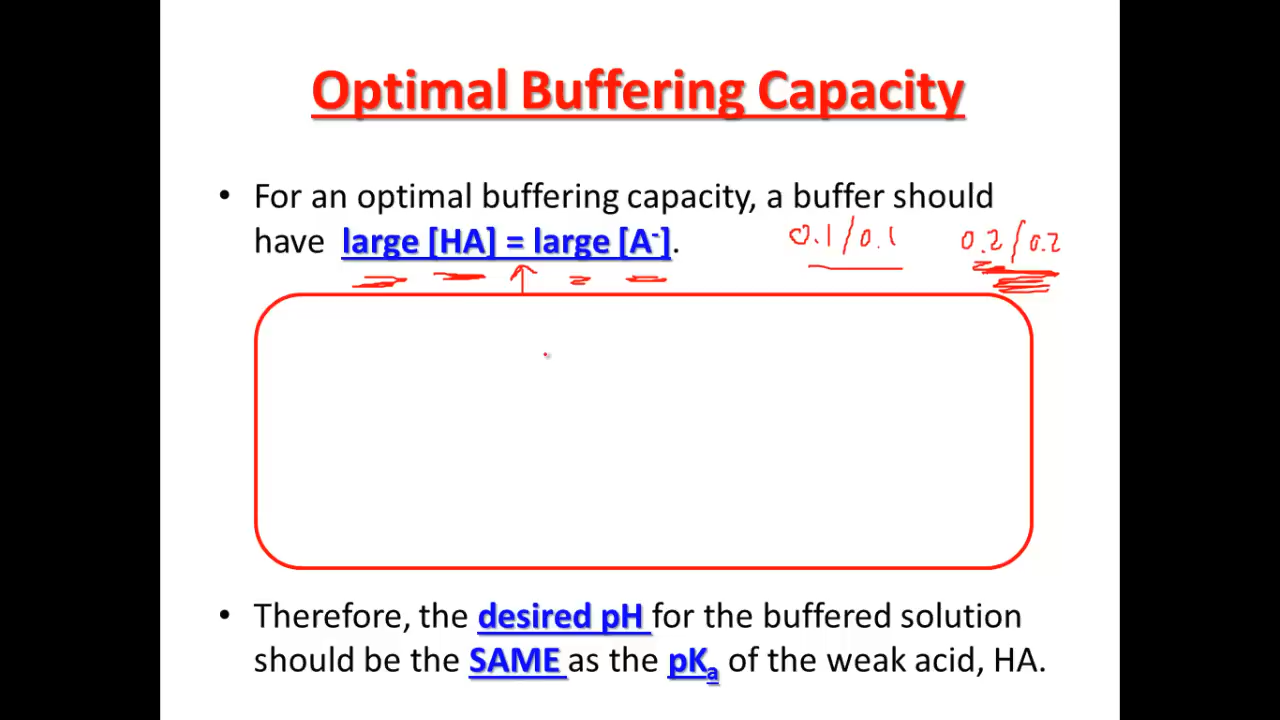 Optimal Buffering Capacity
• For an optimal buffering capacity, a buffer should
have large [HA] = large [A⁻].
0.1/0.1 0.2/0.2
• Therefore, the desired pH for the buffered solution
should be the SAME as the pKₐ of the weak acid, HA.